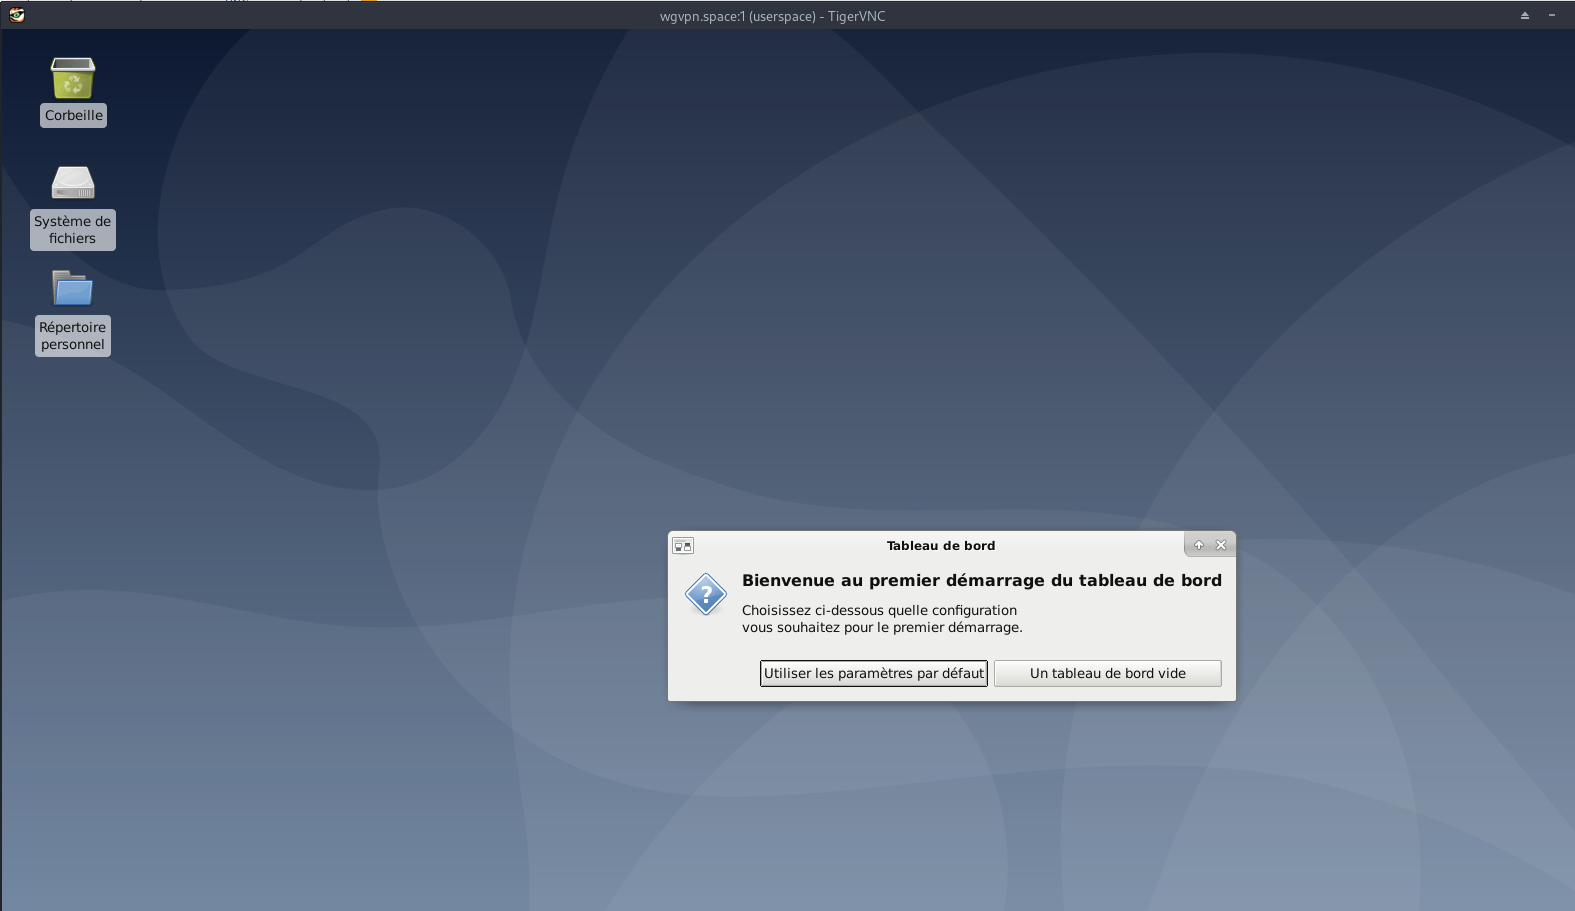 wgvpn.space:1 (userspace) - TigerVNC
Corbeille
Système de
fichiers
Répertoire
personnel
Tableau de bord
Bienvenue au premier démarrage du tableau de bord
Choisissez ci-dessous quelle configuration
vous souhaitez pour le premier démarrage.
Utiliser les paramètres par défaut
Un tableau de bord vide